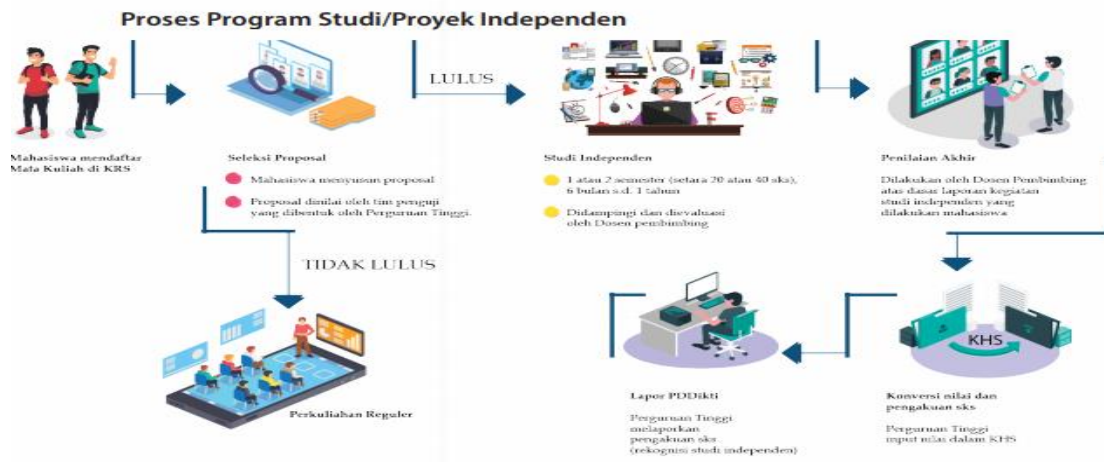 Proses Program Studi/Proyek Independen
LULUS
Mahasiswa mendaftar
Mata Kuliah di KRS
Seleksi Proposal
Mahasiswa menyusun proposal
Proposal dinilai oleh tim penguji
yang dibentuk oleh Perguruan Tinggi.
Studi Independen
1 atau 2 semester (setara 20 atau 40 sks),
6 bulan s.d. 1 tahun
Didampingi dan dievaluasi
oleh Dosen pembimbing
Penilaian Akhir
Dilakukan oleh Dosen Pembimbing
atas dasar laporan kegiatan
studi independen yang
dilakukan mahasiswa
TIDAK LULUS
Perkuliahan Reguler
KHS
Lapor PDDikti
Perguruan Tinggi
melaporkan
pengakuan sks
(rekognisi studi independen)
Konversi nilai dan
pengakuan sks
Perguruan Tinggi
input nilai dalam KHS